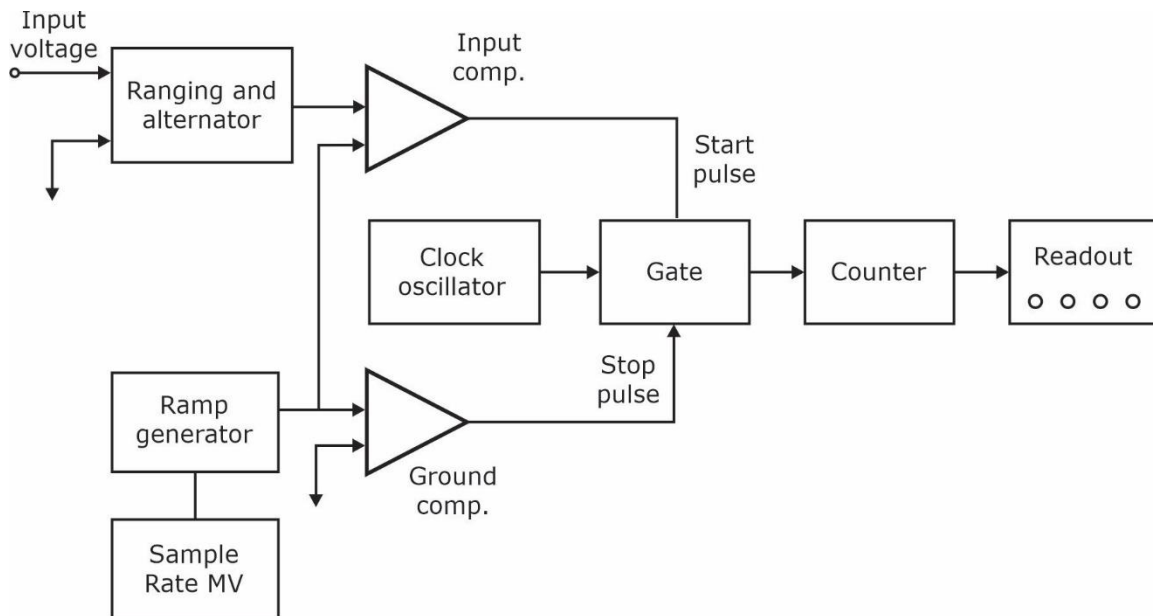 Input
voltage
Ranging and
alternator
Input
comp.
Start
pulse
Clock
oscillator
Gate
Counter
Readout
Stop
pulse
Ramp
generator
Ground
comp.
Sample
Rate MV